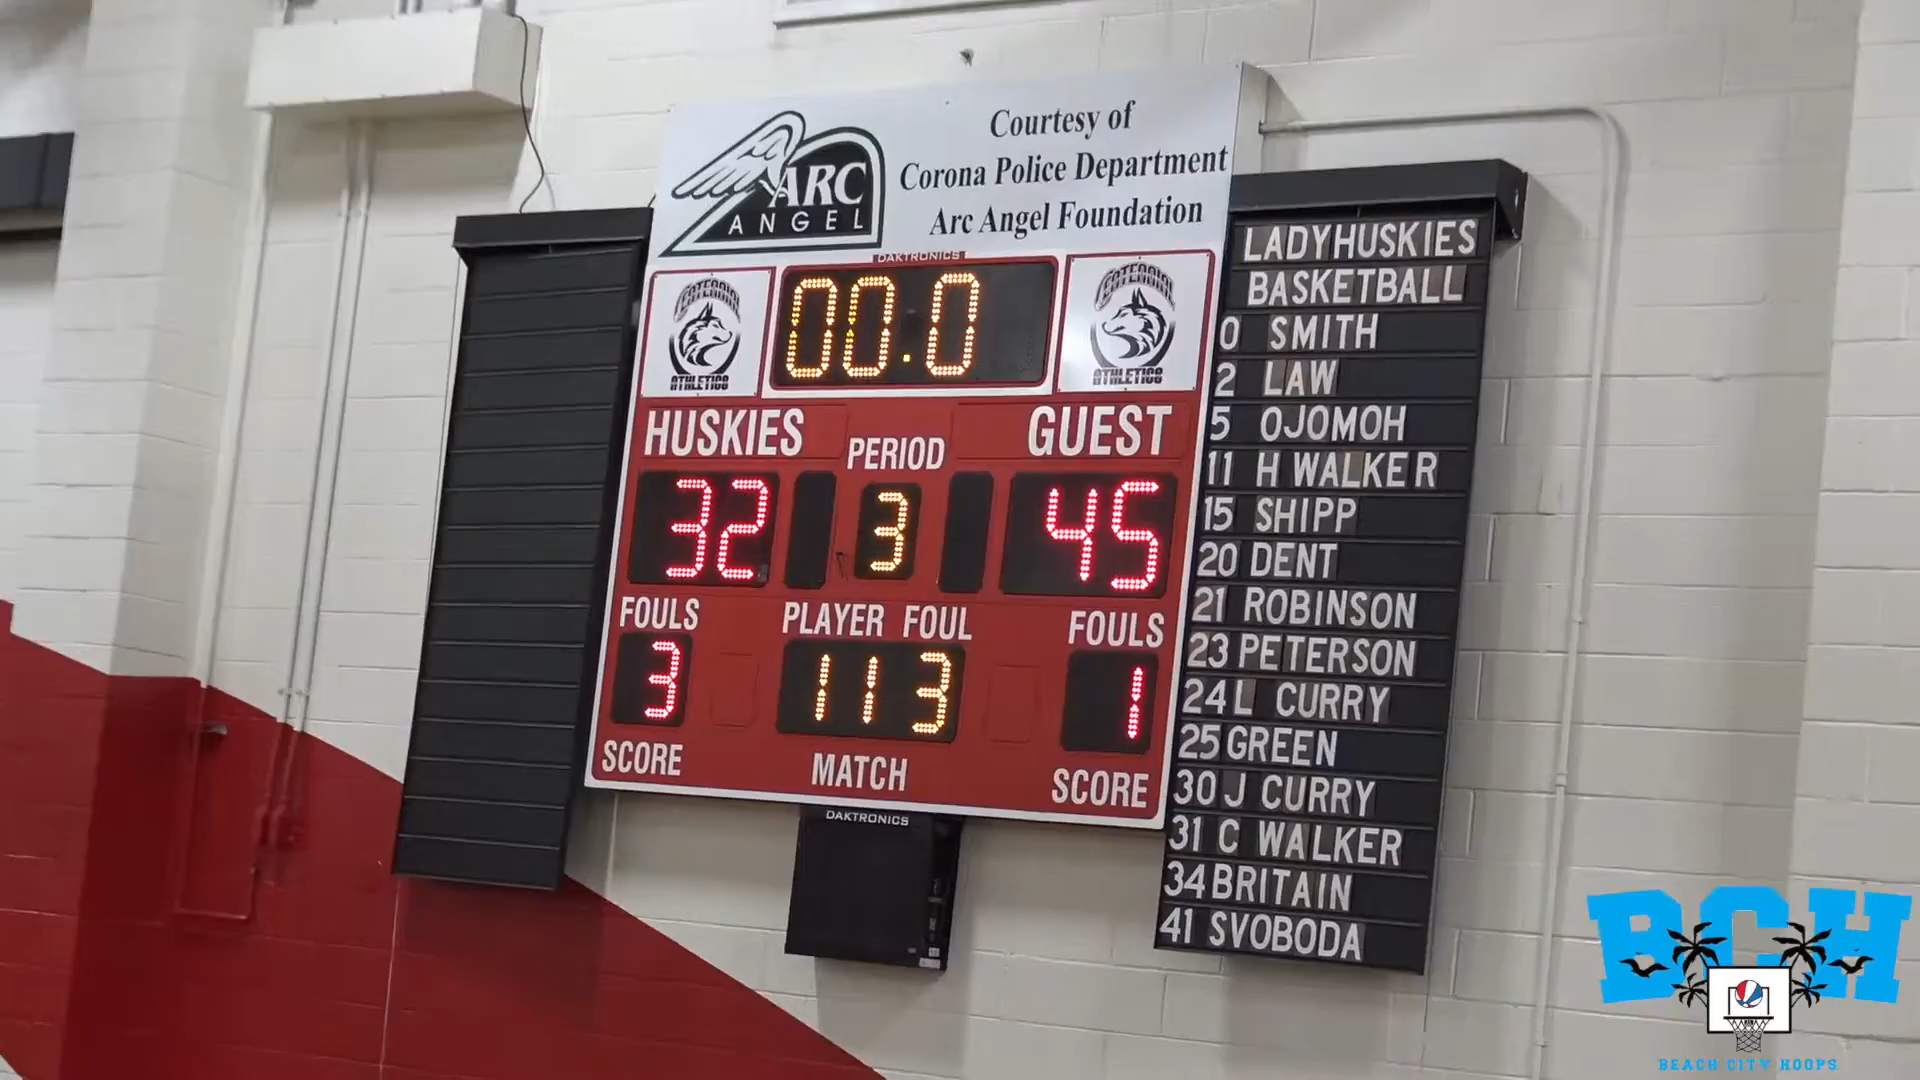 ARC
ANGEL
Courtesy of
Corona Police Department
Arc Angel Foundation
DAKTRONICS
00.0
ATHLETICS
ATHLETICS
HUSKIES
PERIOD
GUEST
32
3
45
FOULS
PLAYER FOUL
FOULS
3
11 3
1
SCORE
MATCH
SCORE
DAKTRONICS
LADYHUSKIES
BASKETBALL
0 SMITH
2 LAW
5 OJOMOH
11 H WALKER
15 SHIPP
20 DENT
21 ROBINSON
23 PETERSON
24 L CURRY
25 GREEN
30 J CURRY
31 C WALKER
34 BRITAIN
41 SVOBODA
BCH
BEACH CITY HOOPS